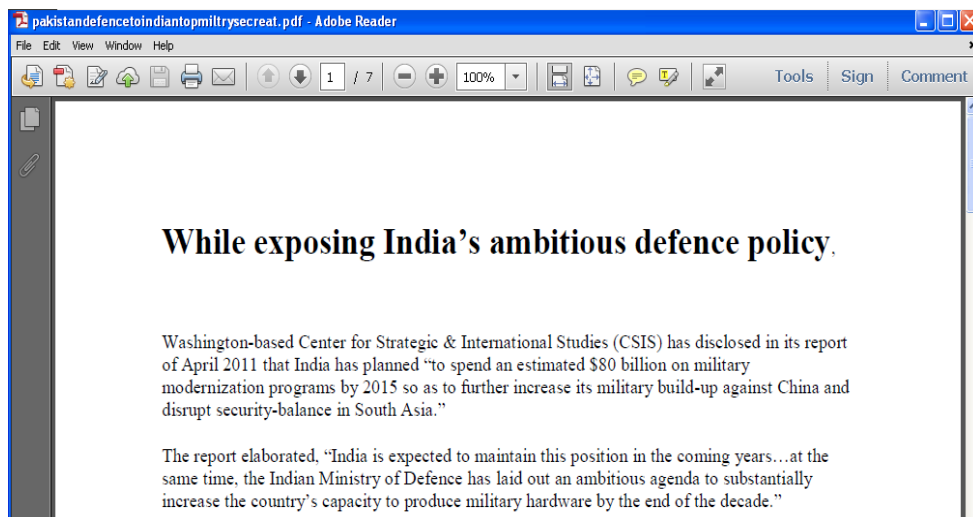 pakistandefencetoindiantopmiltrysecreat.pdf - Adobe Reader
File Edit View Window Help
1 / 7 100% Tools Sign Comment
While exposing India’s ambitious defence policy,
Washington-based Center for Strategic & International Studies (CSIS) has disclosed in its report
of April 2011 that India has planned “to spend an estimated $80 billion on military
modernization programs by 2015 so as to further increase its military build-up against China and
disrupt security-balance in South Asia.”
The report elaborated, “India is expected to maintain this position in the coming years…at the
same time, the Indian Ministry of Defence has laid out an ambitious agenda to substantially
increase the country’s capacity to produce military hardware by the end of the decade.”